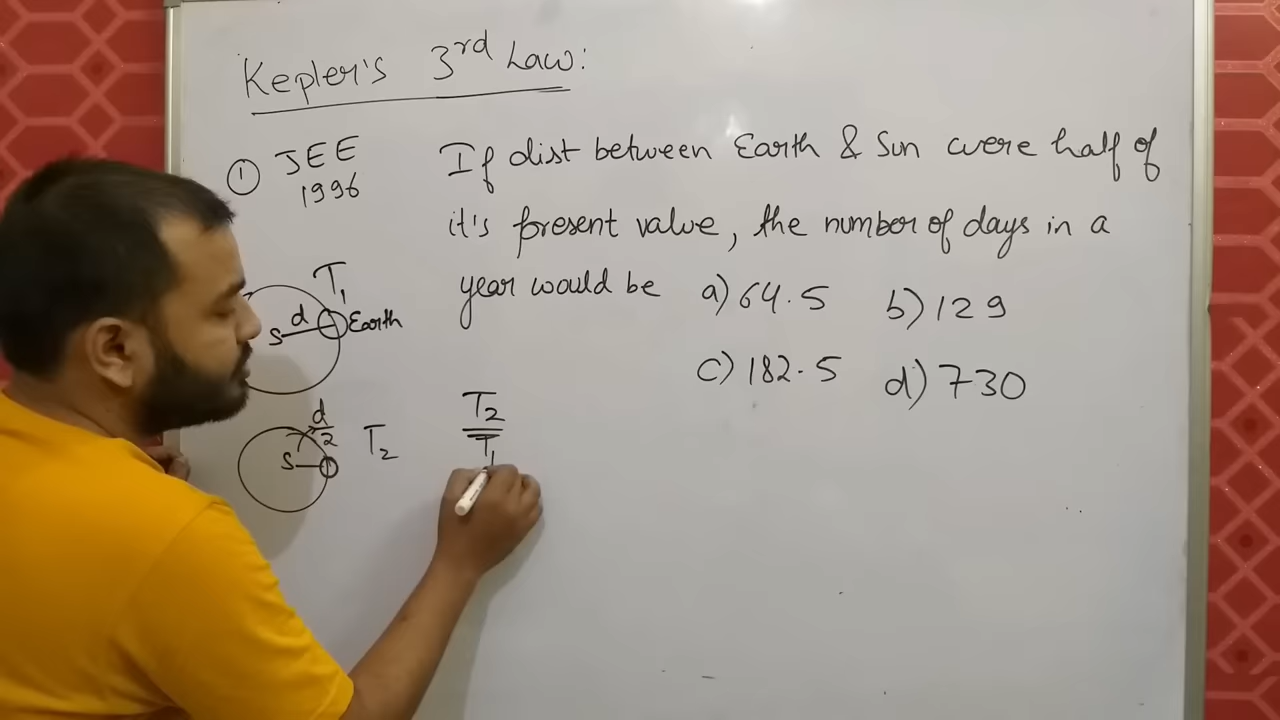 Kepler's 3rd Law:
① JEE
1996
If dist between Earth & Sun were half of
it's present value, the number of days in a
year would be a) 64.5 b) 129
c) 182.5 d) 730
T1
S d Earth
d/2
S T2
T2/T1